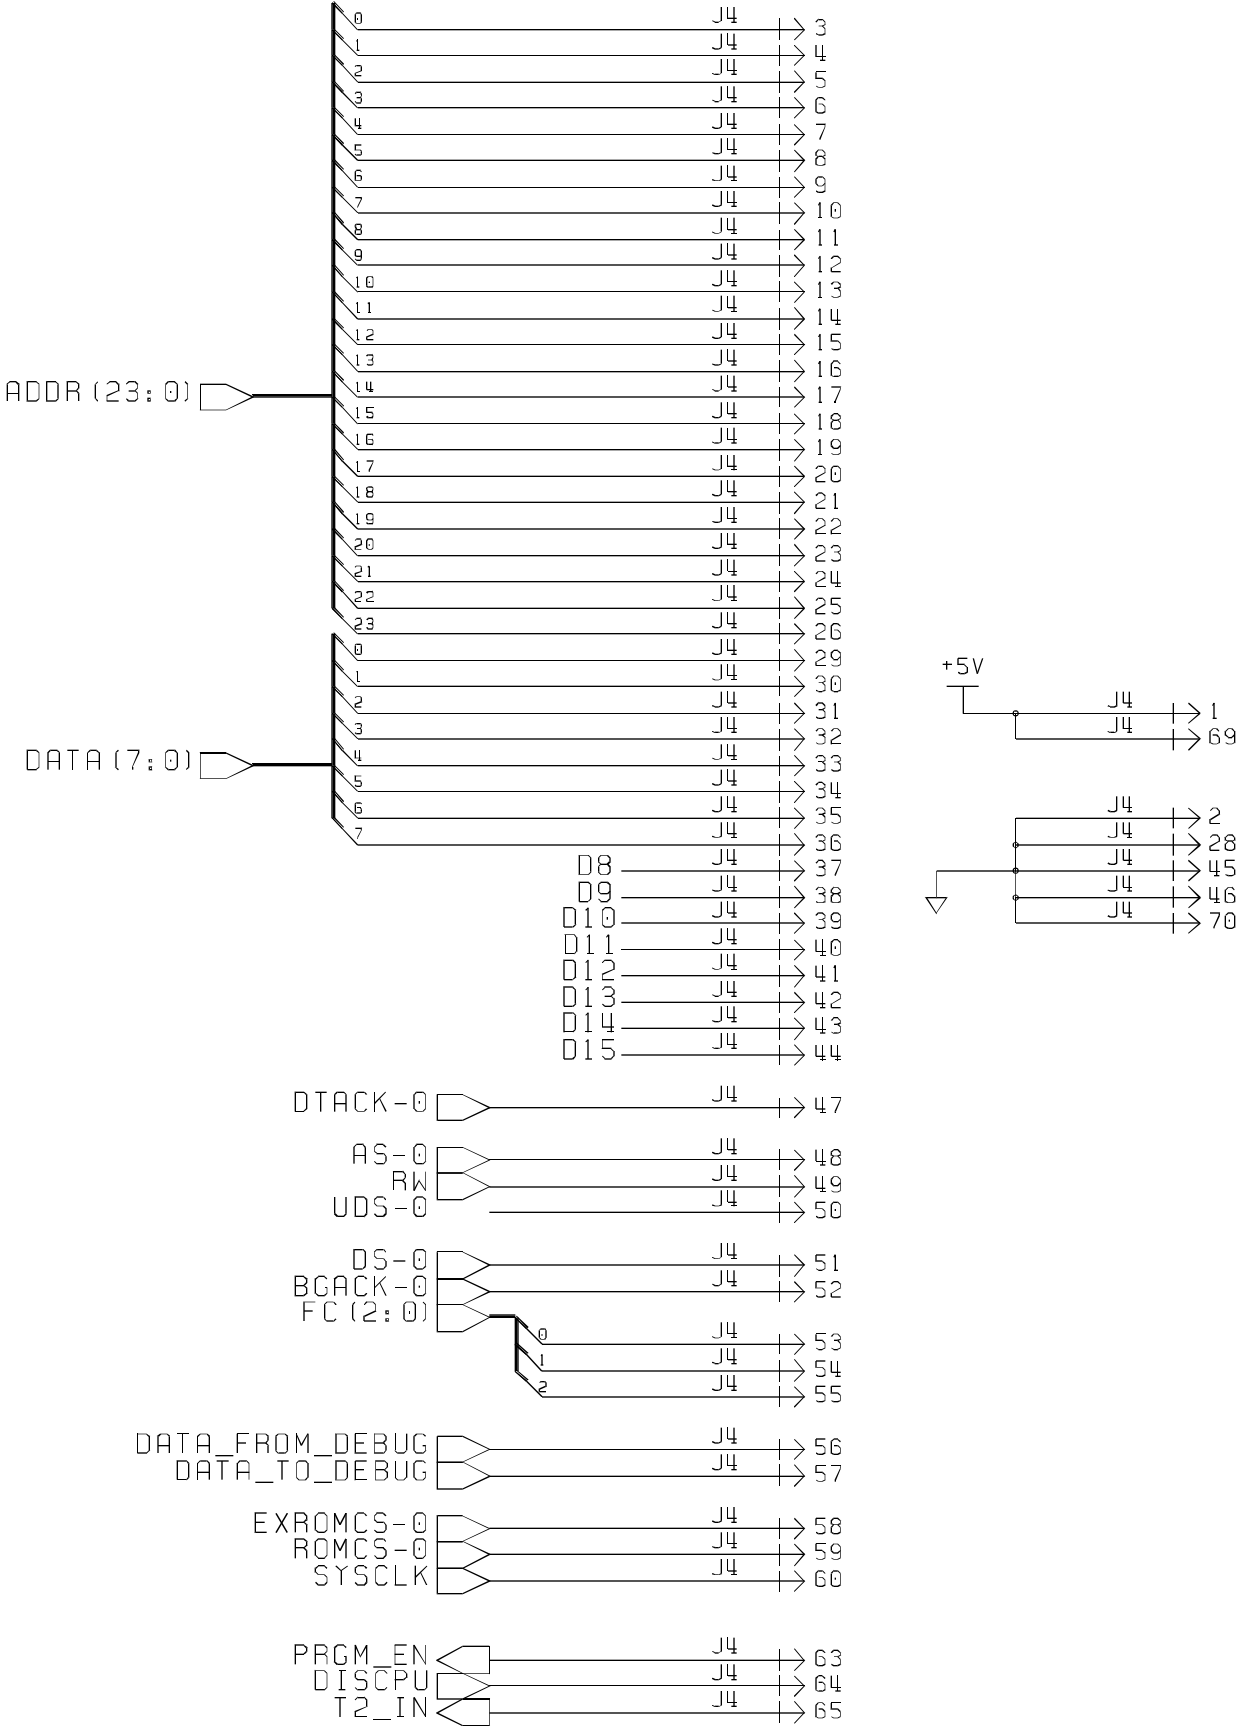 0 J4 3
1 J4 4
2 J4 5
3 J4 6
4 J4 7
5 J4 8
6 J4 9
7 J4 10
8 J4 11
9 J4 12
10 J4 13
11 J4 14
12 J4 15
13 J4 16
ADDR(23:0) 14 J4 17
15 J4 18
16 J4 19
17 J4 20
18 J4 21
19 J4 22
20 J4 23
21 J4 24
22 J4 25
23 J4 26
0 J4 29
1 J4 30
2 J4 31
3 J4 32
DATA(7:0) 4 J4 33
5 J4 34
6 J4 35
7 J4 36
D8 J4 37
D9 J4 38
D10 J4 39
D11 J4 40
D12 J4 41
D13 J4 42
D14 J4 43
D15 J4 44
DTACK-0 J4 47
AS-0 J4 48
RW J4 49
UDS-0 J4 50
DS-0 J4 51
BGACK-0 J4 52
FC(2:0)
0 J4 53
1 J4 54
2 J4 55
DATA_FROM_DEBUG J4 56
DATA_TO_DEBUG J4 57
EXROMCS-0 J4 58
ROMCS-0 J4 59
SYSCLK J4 60
PRGM_EN J4 63
DISCPU J4 64
T2_IN J4 65
+5V
J4 1
J4 69
J4 2
J4 28
J4 45
J4 46
J4 70